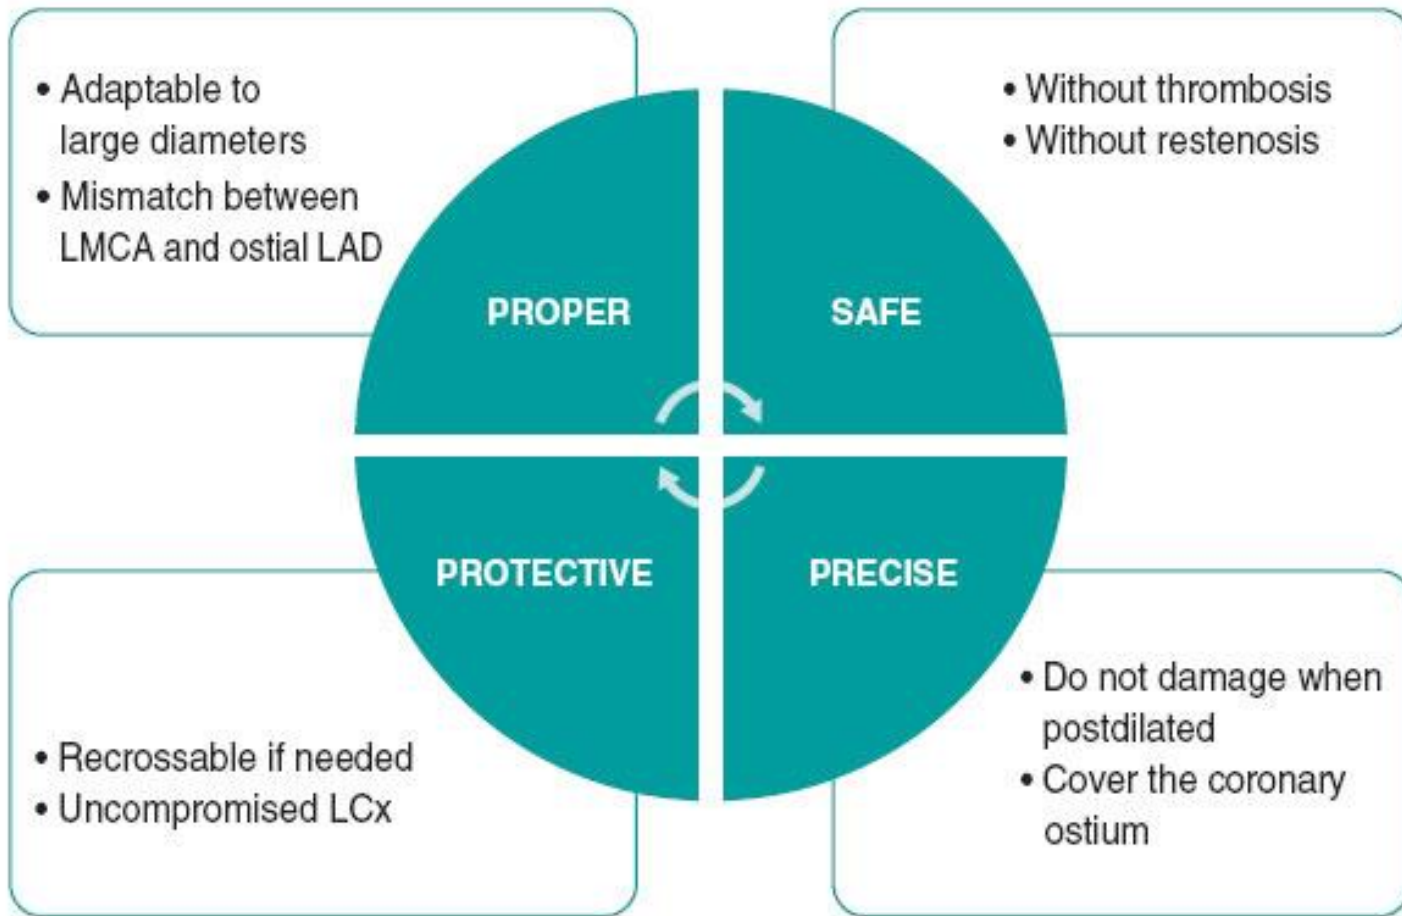 • Adaptable to
large diameters
• Mismatch between
LMCA and ostial LAD
PROPER
• Without thrombosis
• Without restenosis
SAFE
PROTECTIVE
• Recrossable if needed
• Uncompromised LCx
PRECISE
• Do not damage when
postdilated
• Cover the coronary
ostium